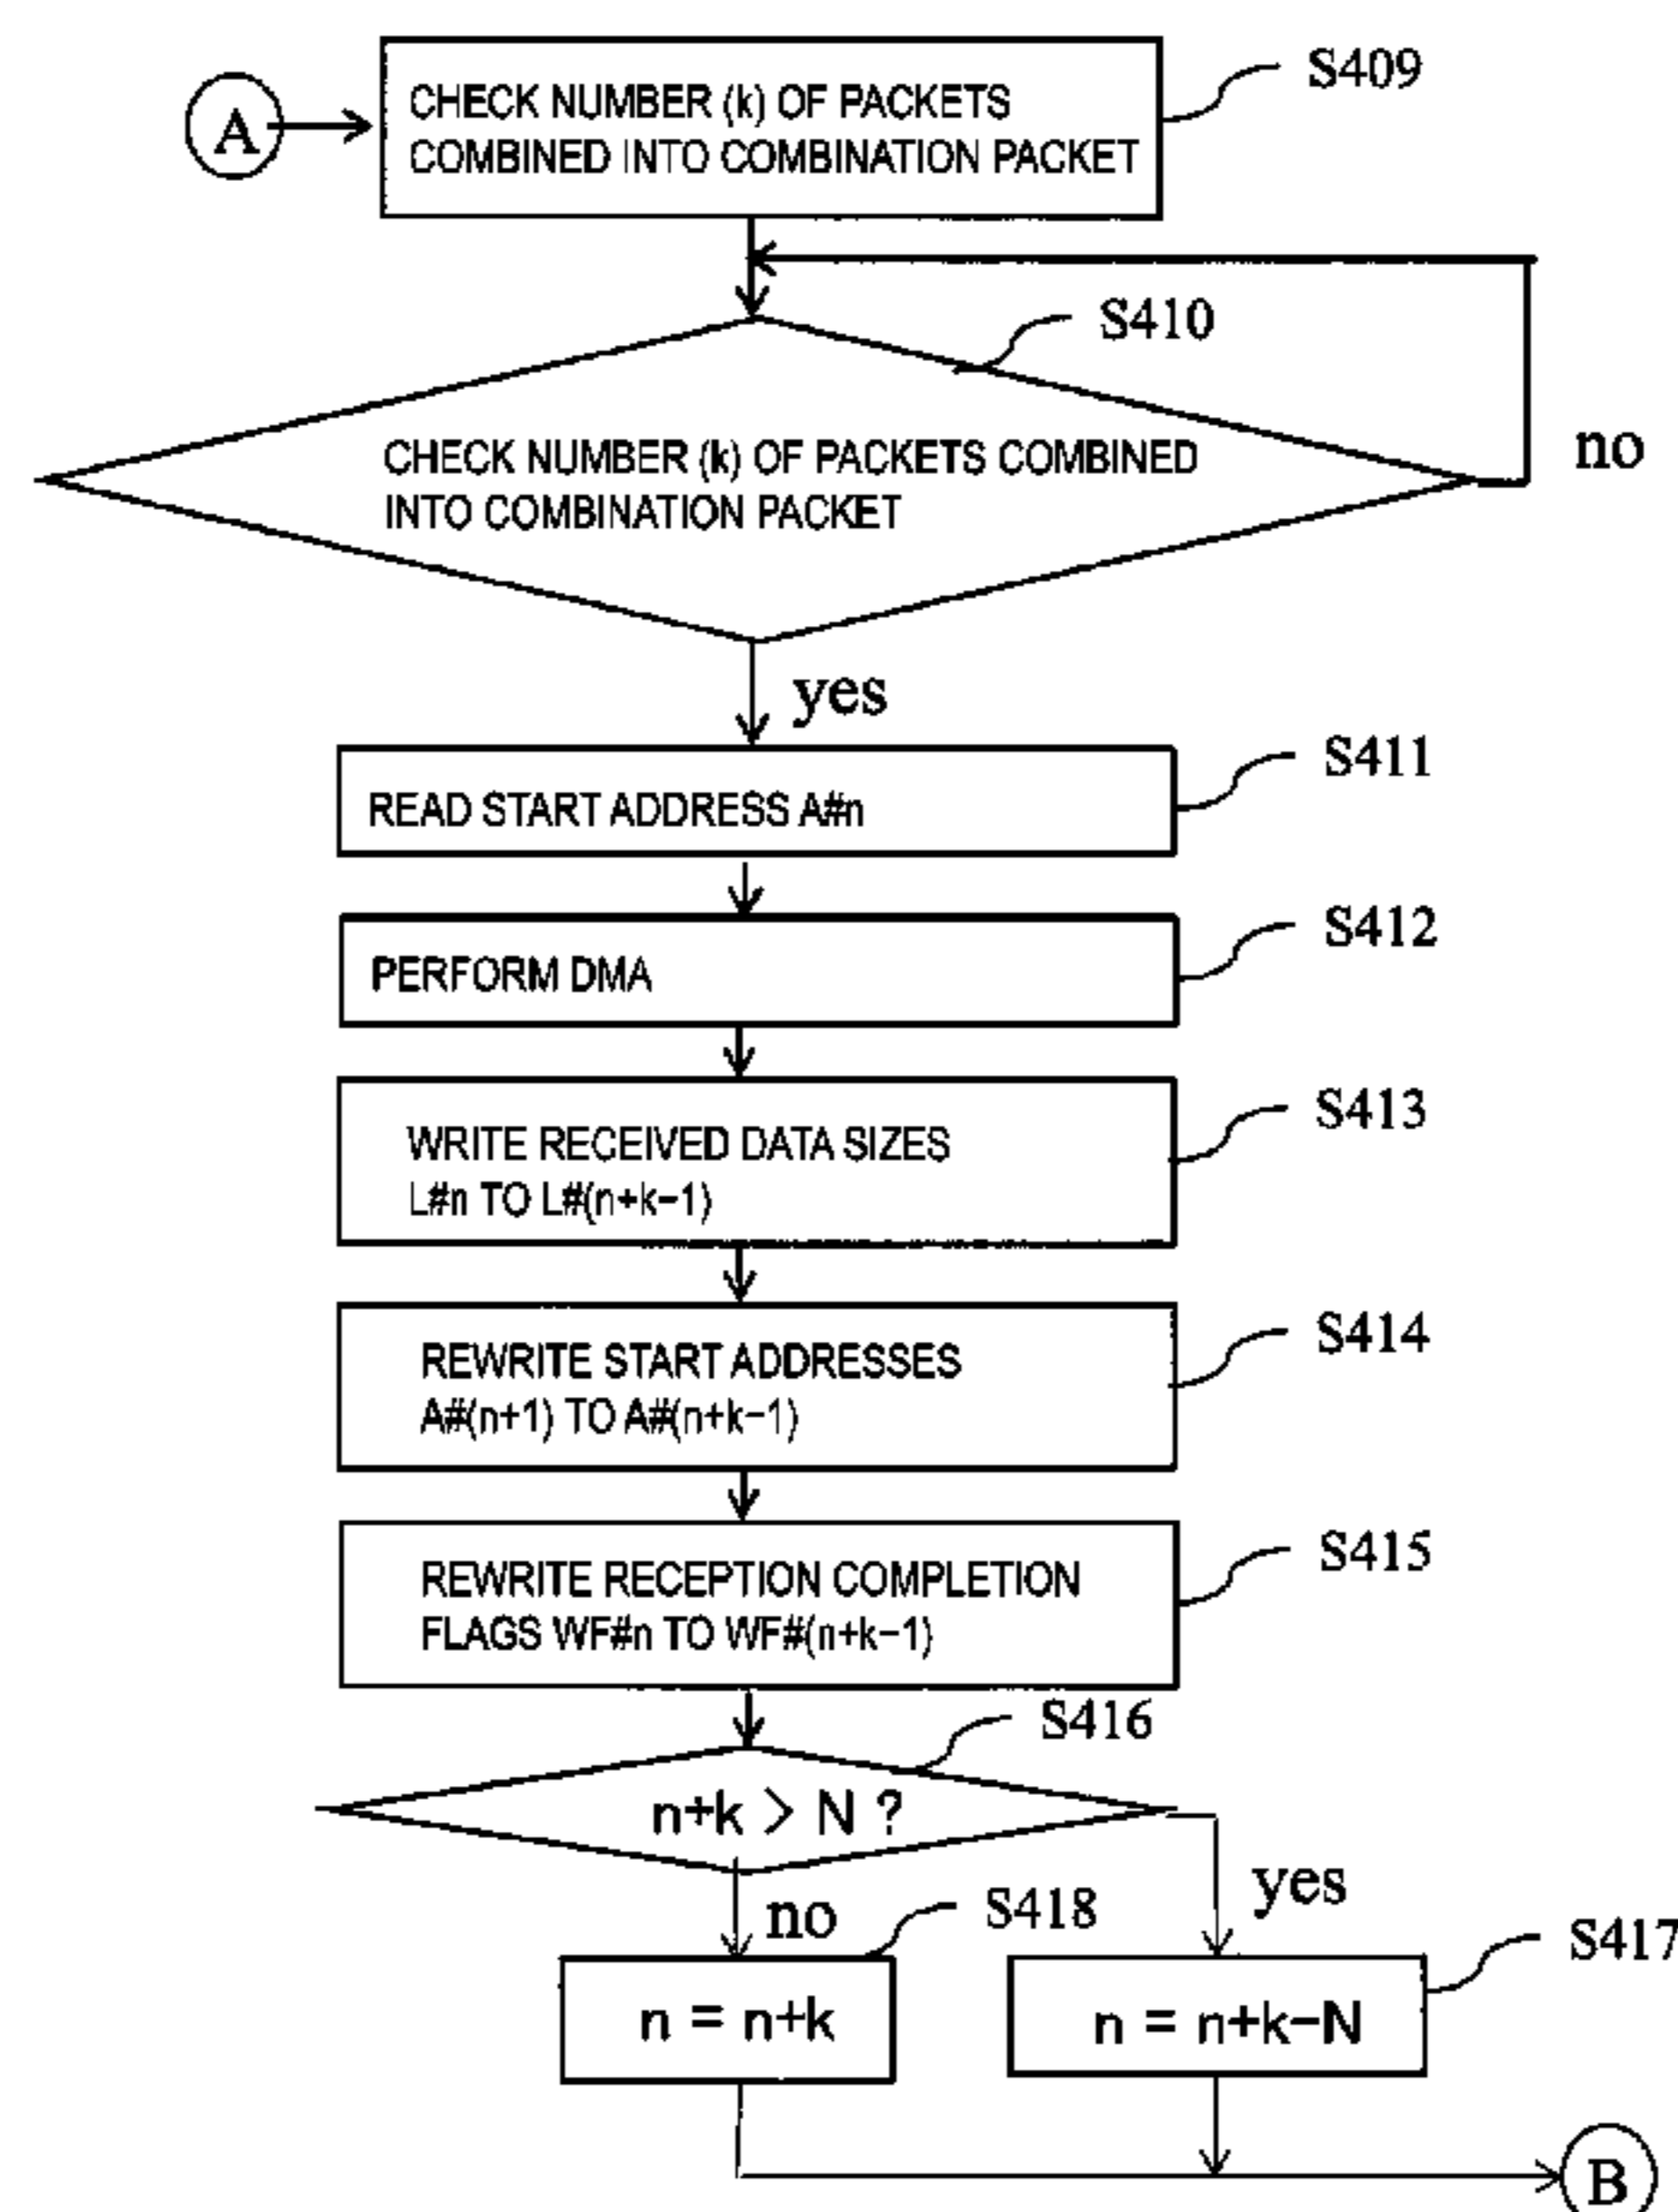 S409
A
CHECK NUMBER (k) OF PACKETS
COMBINED INTO COMBINATION PACKET
S410
CHECK NUMBER (k) OF PACKETS COMBINED
INTO COMBINATION PACKET
no
yes
S411
READ START ADDRESS A#n
S412
PERFORM DMA
S413
WRITE RECEIVED DATA SIZES
L#n TO L#(n+k−1)
S414
REWRITE START ADDRESSES
A#(n+1) TO A#(n+k−1)
S415
REWRITE RECEPTION COMPLETION
FLAGS WF#n TO WF#(n+k−1)
S416
n+k > N ?
no
S418
yes
S417
n = n+k
n = n+k−N
B